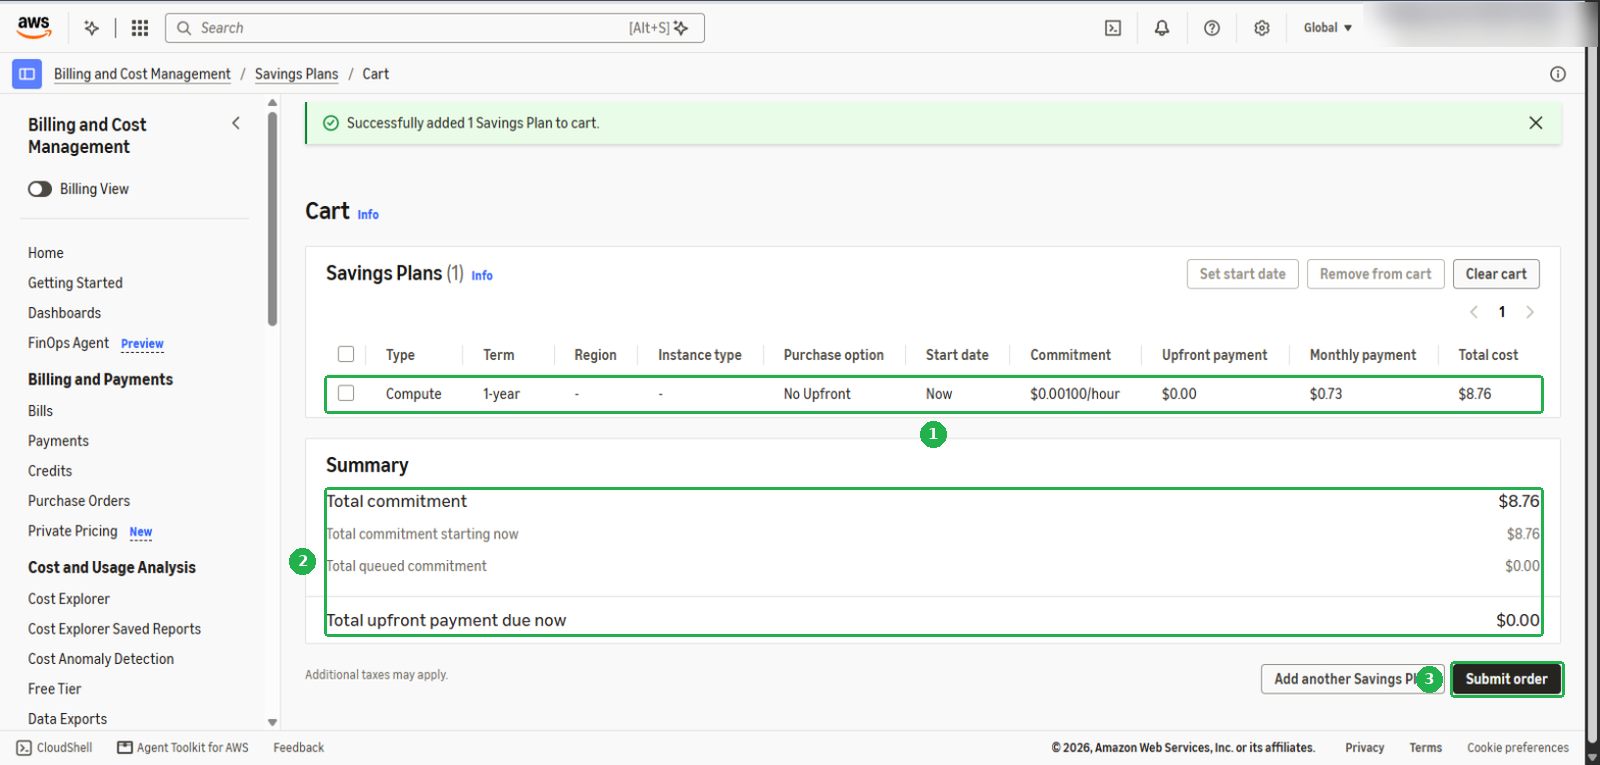 aws
Search [Alt+S]
Global
Billing and Cost Management / Savings Plans / Cart
Billing and Cost
Management
Billing View
Home
Getting Started
Dashboards
FinOps Agent Preview
Billing and Payments
Bills
Payments
Credits
Purchase Orders
Private Pricing New
Cost and Usage Analysis
Cost Explorer
Cost Explorer Saved Reports
Cost Anomaly Detection
Free Tier
Data Exports
Successfully added 1 Savings Plan to cart.
Cart Info
Savings Plans (1) Info
Set start date Remove from cart Clear cart
1
Type Term Region Instance type Purchase option Start date Commitment Upfront payment Monthly payment Total cost
Compute 1-year - - No Upfront Now $0.00100/hour $0.00 $0.73 $8.76
1
Summary
Total commitment $8.76
Total commitment starting now $8.76
2
Total queued commitment $0.00
Total upfront payment due now $0.00
Additional taxes may apply.
Add another Savings Pl 3 Submit order
CloudShell Agent Toolkit for AWS Feedback © 2026, Amazon Web Services, Inc. or its affiliates. Privacy Terms Cookie preferences